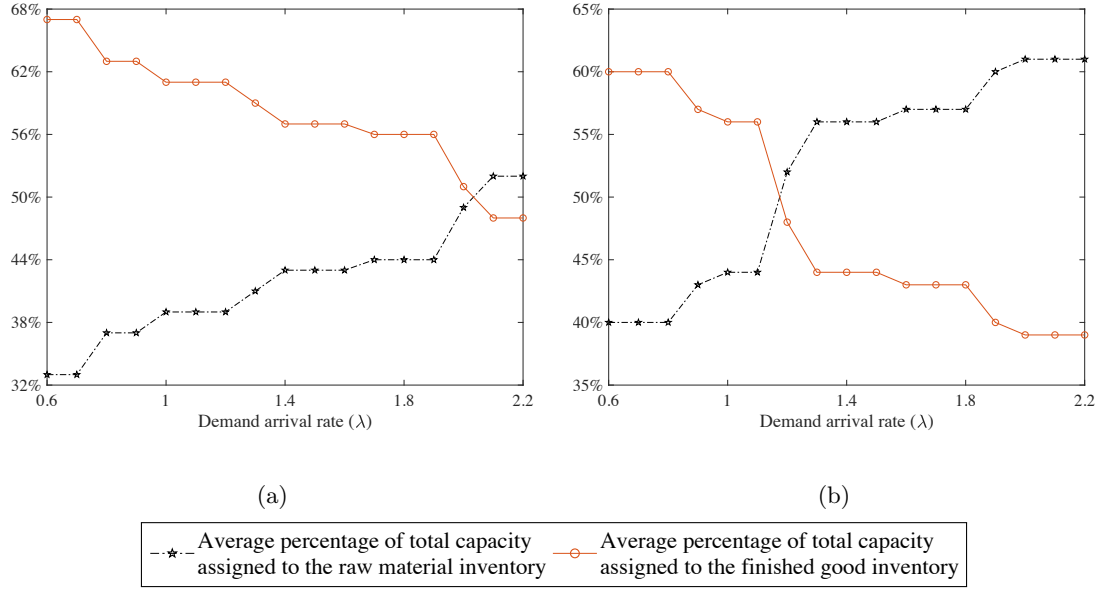 68%
62%
56%
50%
44%
38%
32%
0.6 1 1.4 1.8 2.2
Demand arrival rate (λ)
(a)
65%
60%
55%
50%
45%
40%
35%
0.6 1 1.4 1.8 2.2
Demand arrival rate (λ)
(b)
Average percentage of total capacity
assigned to the raw material inventory
Average percentage of total capacity
assigned to the finished good inventory